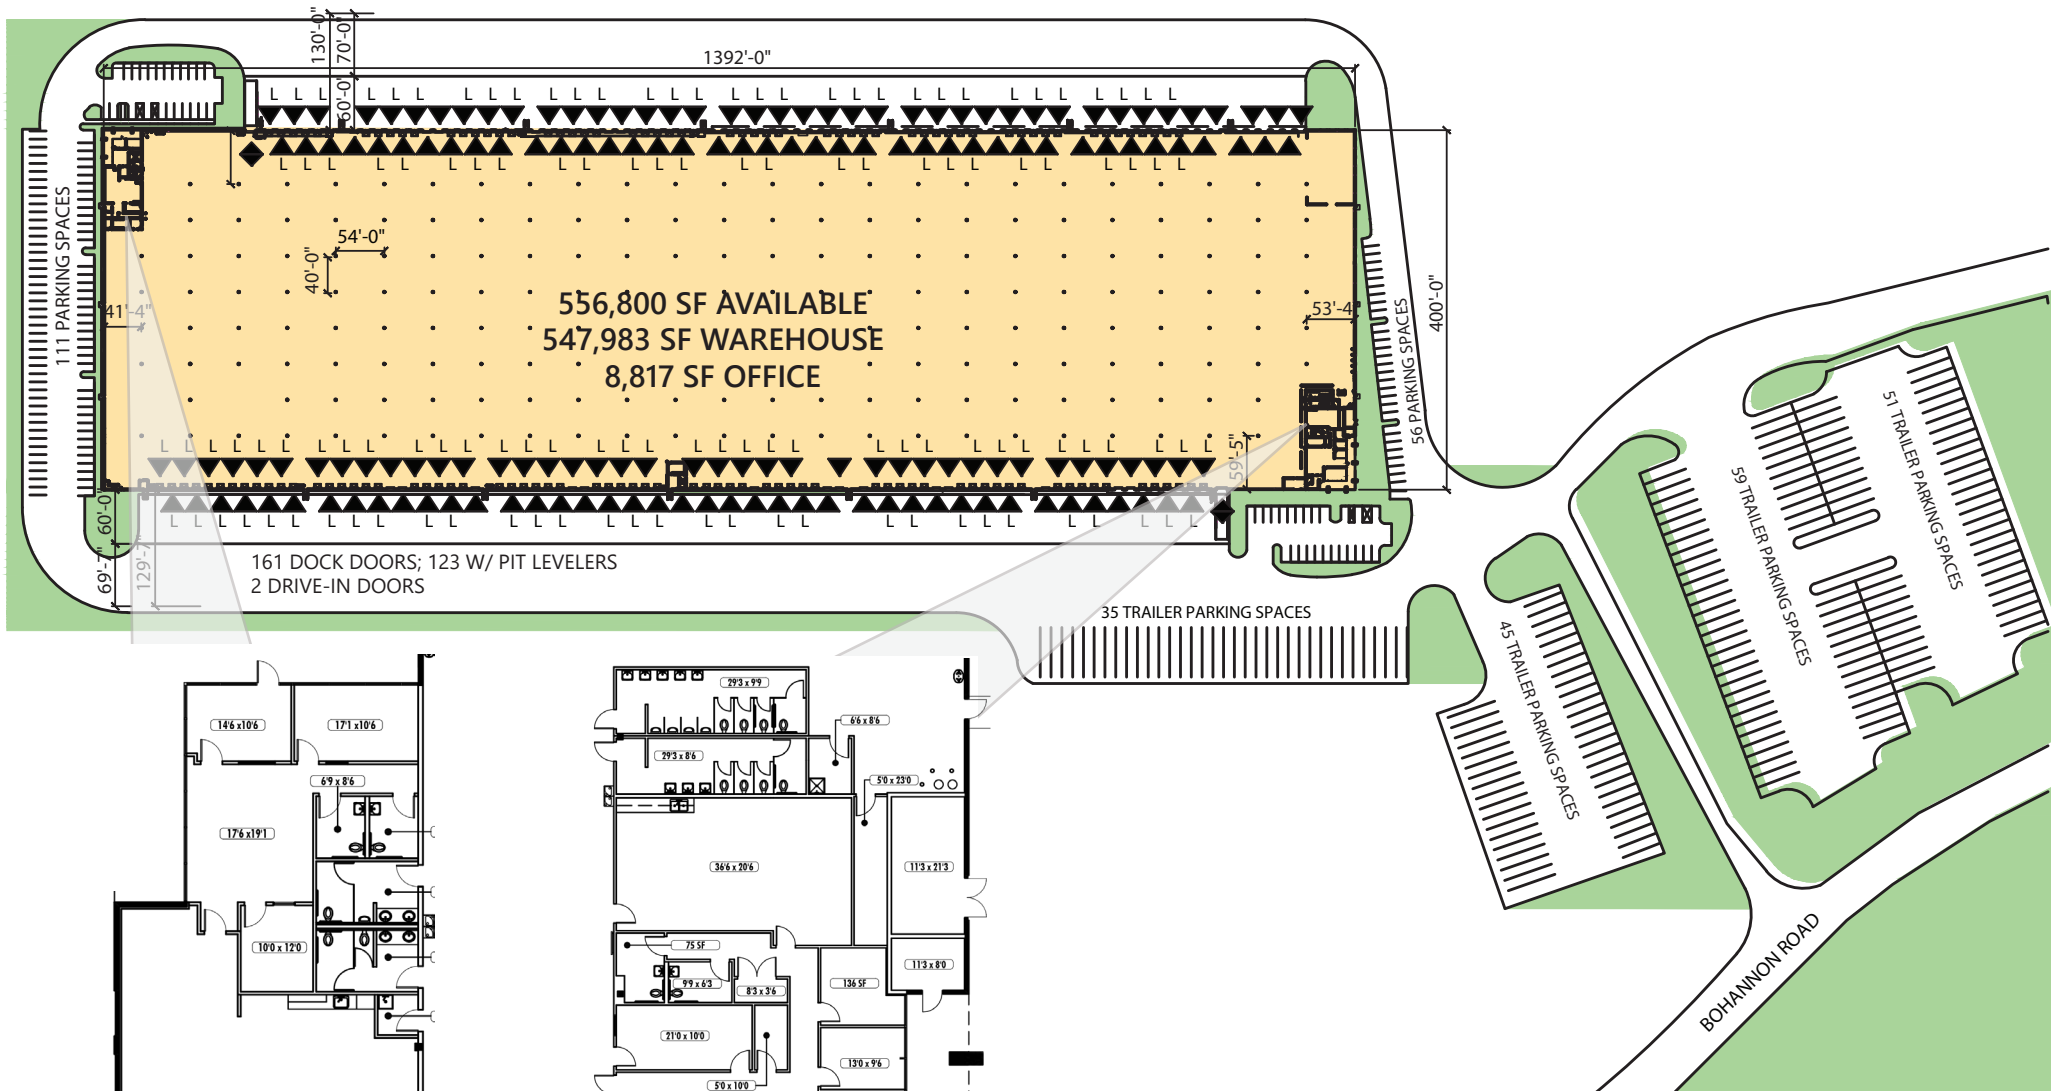 130'-0"
70'-0"
60'-0"
1392'-0"
L L L L L L L L L L L L L L L L L L L L L L L L L L L L L L L L
L L L L L L L L L L L L L L L L L L L L L L L L L L L L L
111 PARKING SPACES
54'-0"
40'-0"
41'-4"
556,800 SF AVAILABLE
547,983 SF WAREHOUSE
8,817 SF OFFICE
53'-4"
400'-0"
56 PARKING SPACES
59'-5"
60'-0"
69'-7"
129'-7"
161 DOCK DOORS; 123 W/ PIT LEVELERS
2 DRIVE-IN DOORS
35 TRAILER PARKING SPACES
45 TRAILER PARKING SPACES
59 TRAILER PARKING SPACES
51 TRAILER PARKING SPACES
BOHANNON ROAD
14'6 x10'6
17'1 x10'6
6'9 x 8'6
17'6 x19'1
10'0 x 12'0
29'3 x 9'9
6'6 x 8'6
29'3 x 8'6
5'0 x 23'0
36'6 x 20'6
11'3 x 21'3
75 SF
9'9 x 6'3
8'3 x 3'6
136 SF
11'3 x 8'0
21'0 x 10'0
13'0 x 9'6
5'0 x 10'0